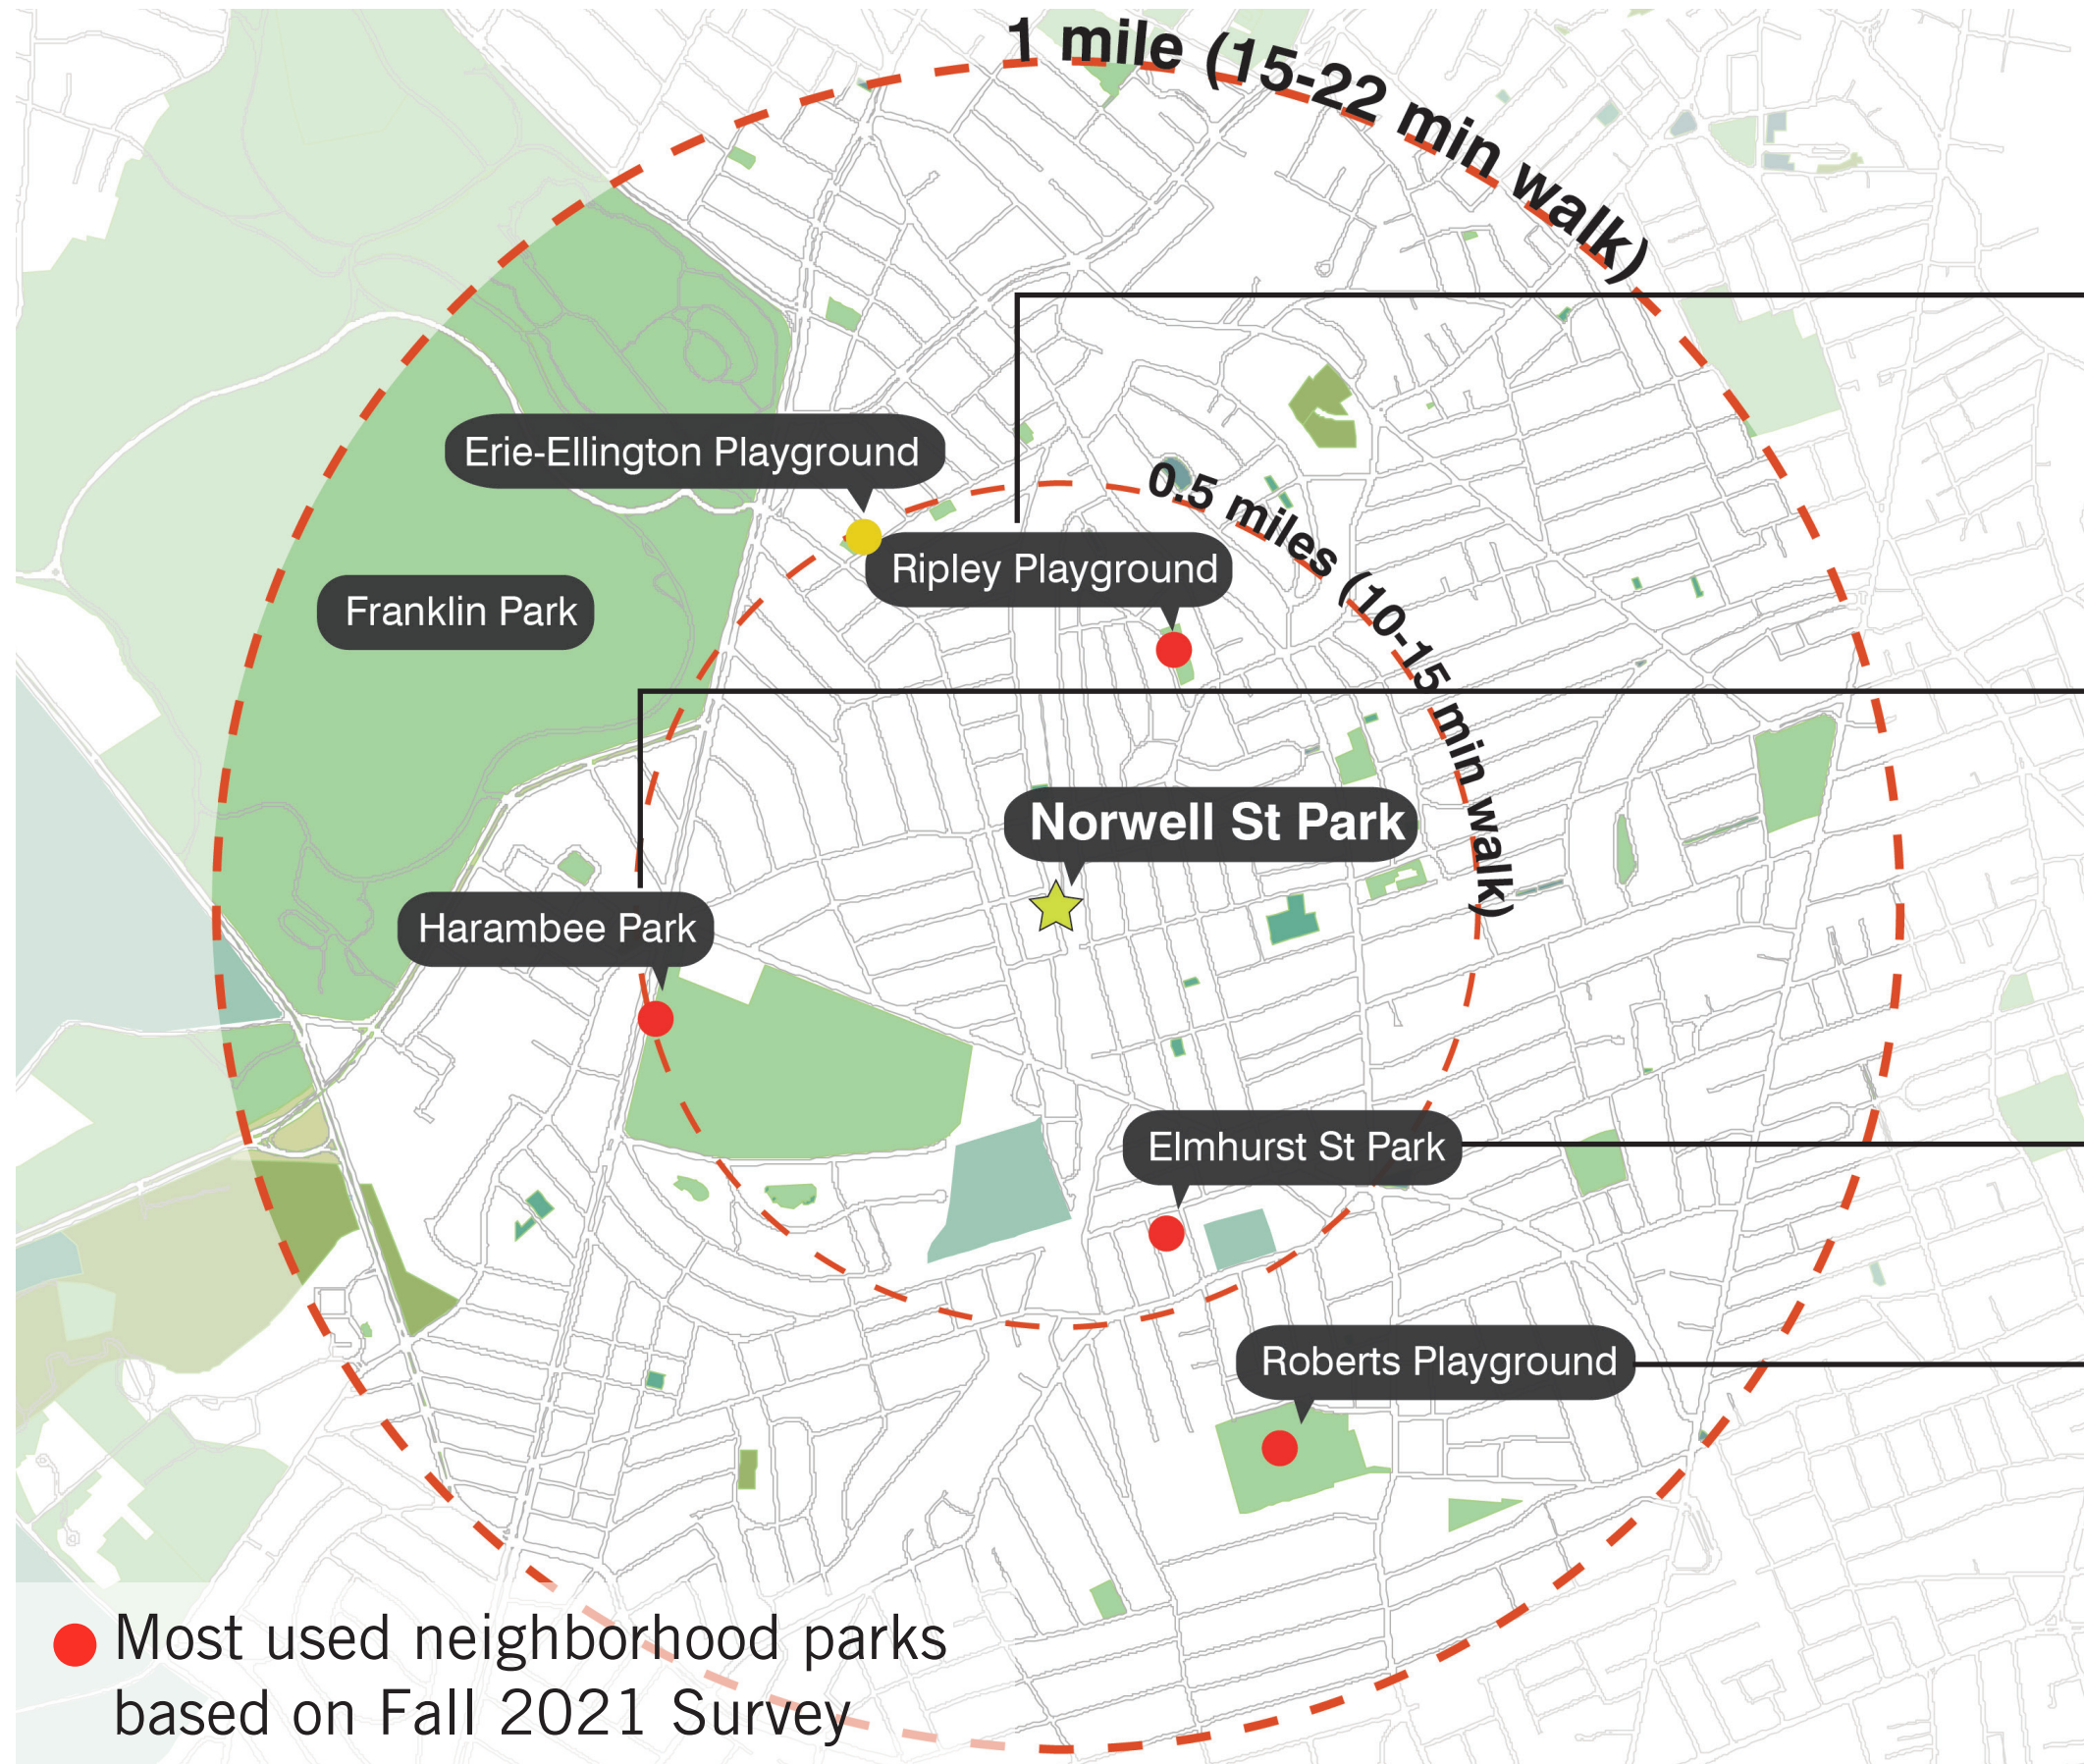 1 mile (15-22 min walk)
Erie-Ellington Playground
0.5 miles (10-15 min walk)
Ripley Playground
Franklin Park
Norwell St Park
Harambee Park
Elmhurst St Park
Roberts Playground
Most used neighborhood parks
based on Fall 2021 Survey